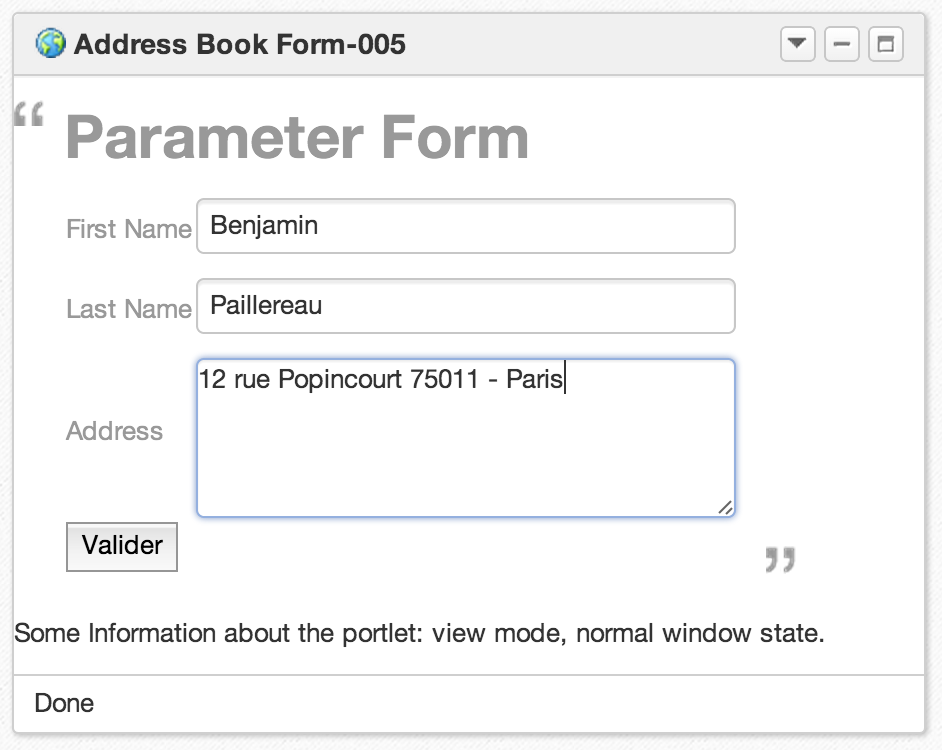 Address Book Form-005
“
Parameter Form
First Name Benjamin
Last Name Paillereau
Address 12 rue Popincourt 75011 - Paris
Valider
”
Some Information about the portlet: view mode, normal window state.
Done